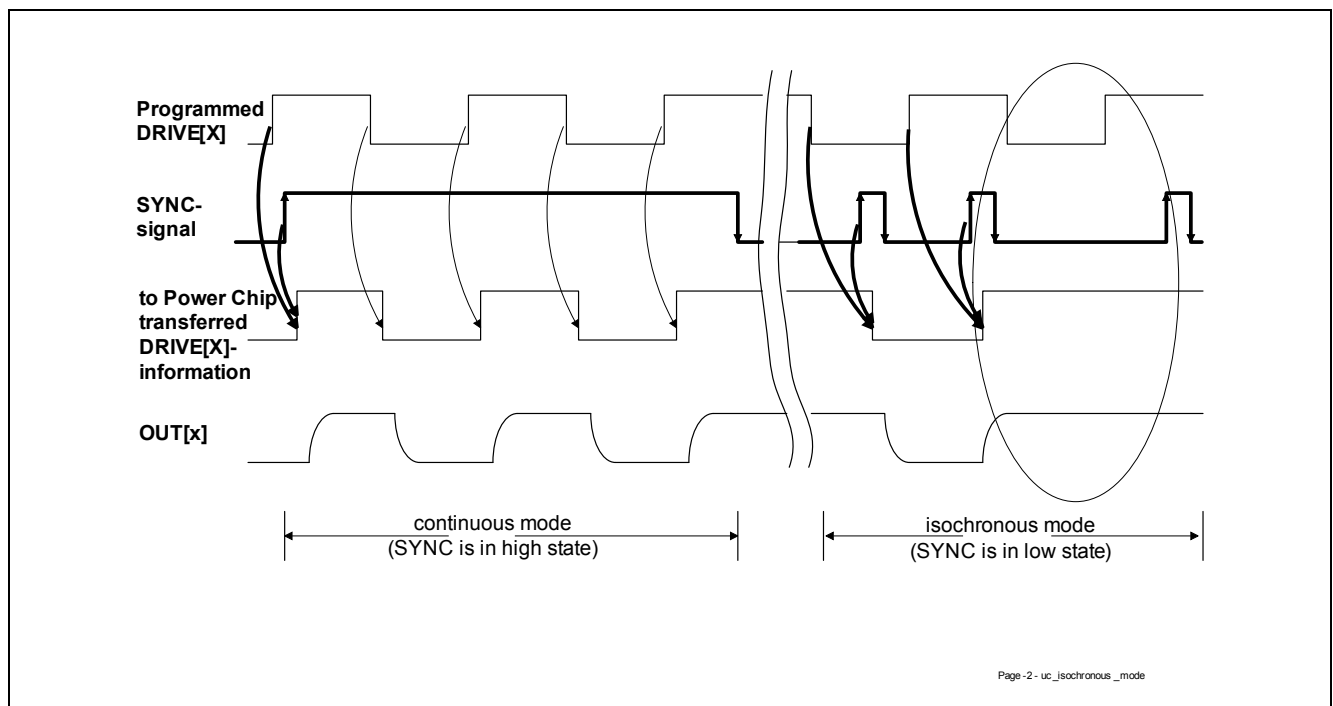 Programmed
DRIVE[X]
SYNC-
signal
to Power Chip
transferred
DRIVE[X]-
information
OUT[x]
continuous mode
(SYNC is in high state)
isochronous mode
(SYNC is in low state)
Page -2 - uc_isochronous _mode